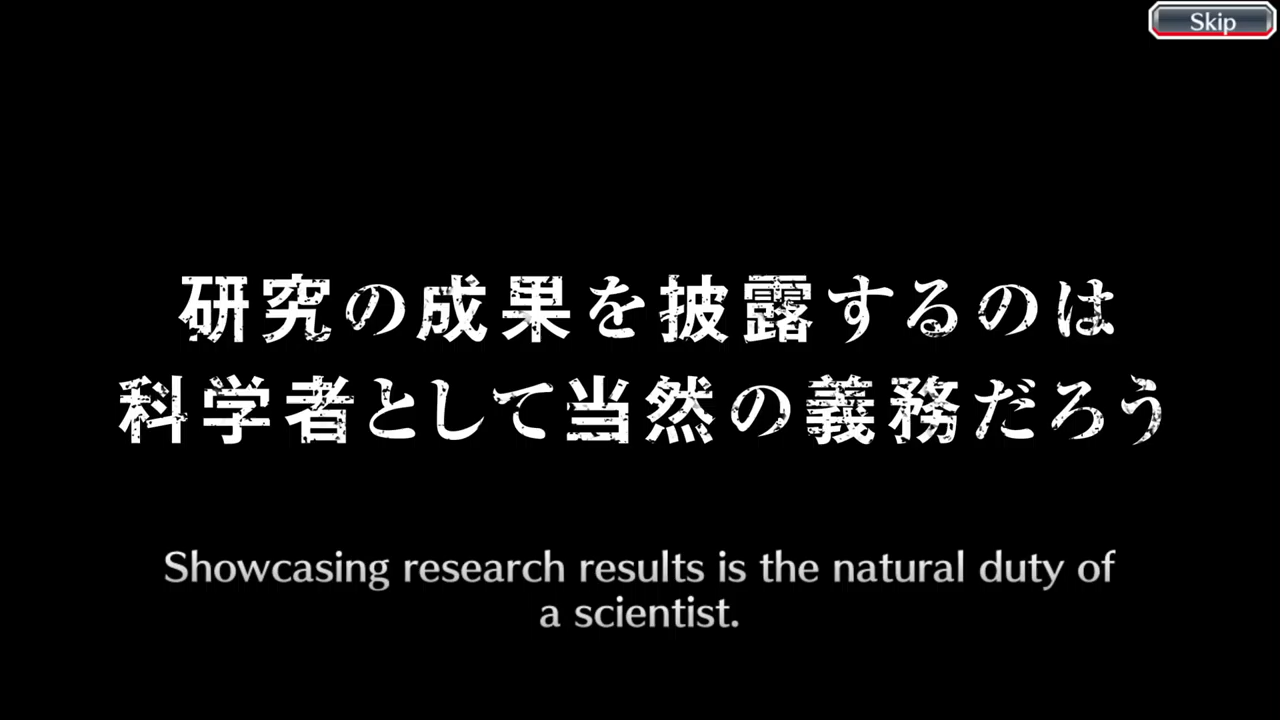 Skip
研究の成果を披露するのは
科学者として当然の義務だろう
Showcasing research results is the natural duty of
a scientist.